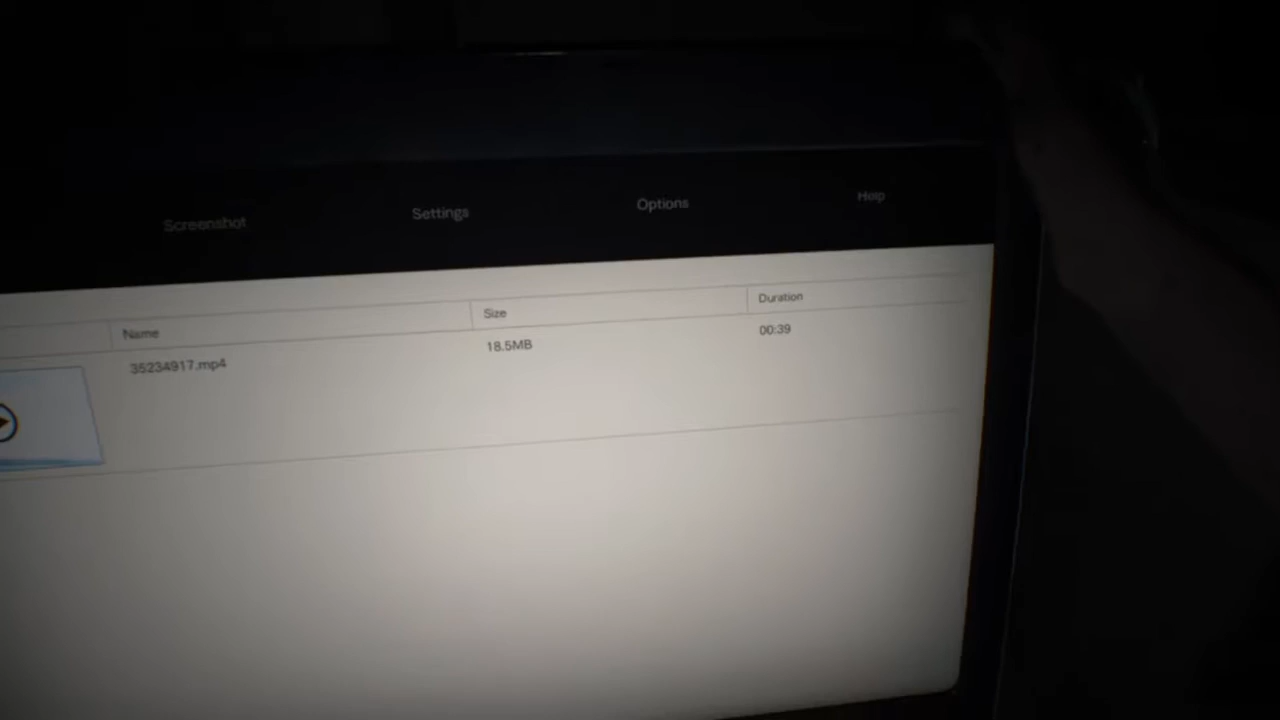 Screenshot Settings Options Help
Name Size Duration
35234917.mp4 18.5MB 00:39